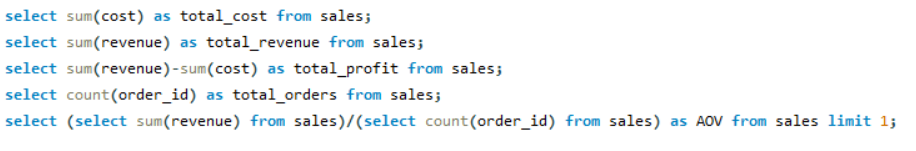 select sum(cost) as total_cost from sales;
select sum(revenue) as total_revenue from sales;
select sum(revenue)-sum(cost) as total_profit from sales;
select count(order_id) as total_orders from sales;
select (select sum(revenue) from sales)/(select count(order_id) from sales) as AOV from sales limit 1;